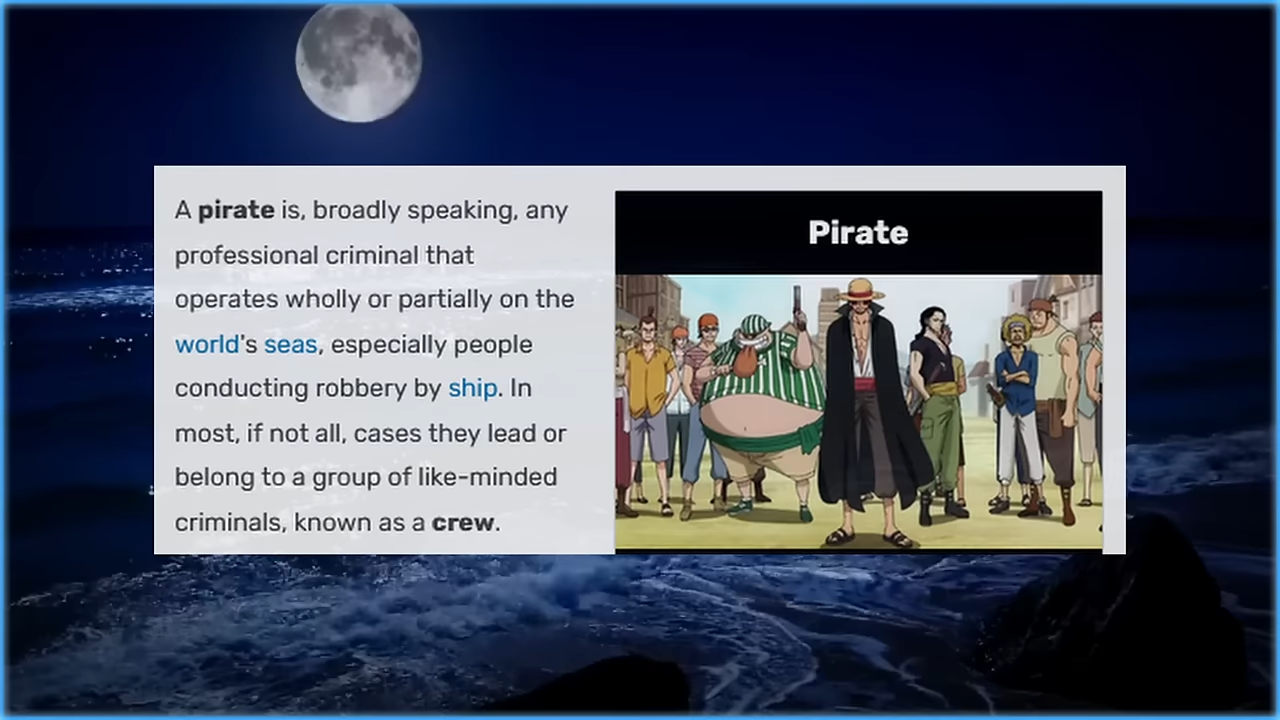 A pirate is, broadly speaking, any
professional criminal that
operates wholly or partially on the
world's seas, especially people
conducting robbery by ship. In
most, if not all, cases they lead or
belong to a group of like-minded
criminals, known as a crew.
Pirate